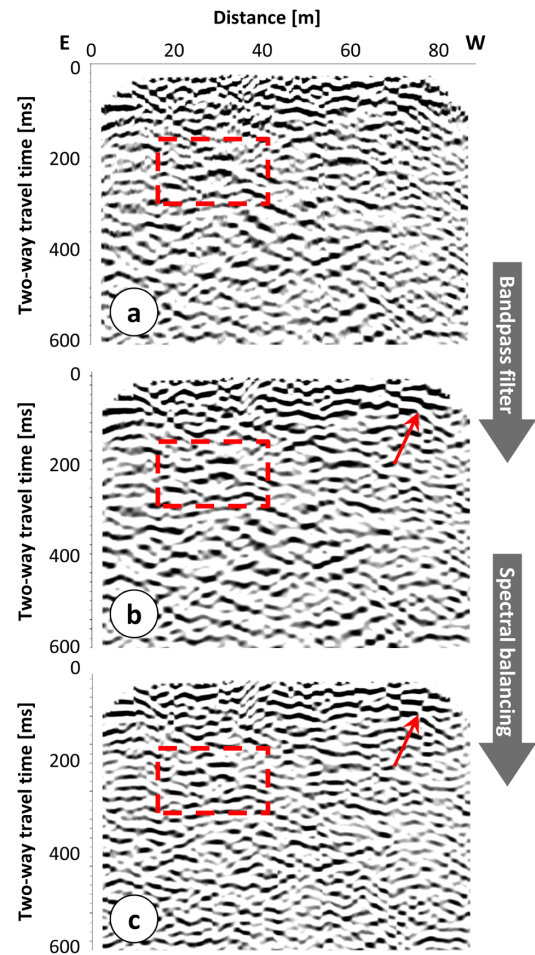 Distance [m]
E
W
0 20 40 60 80
Two-way travel time [ms]
0
200
400
600
a
Bandpass filter
Two-way travel time [ms]
0
200
400
600
b
Spectral balancing
Two-way travel time [ms]
0
200
400
600
c